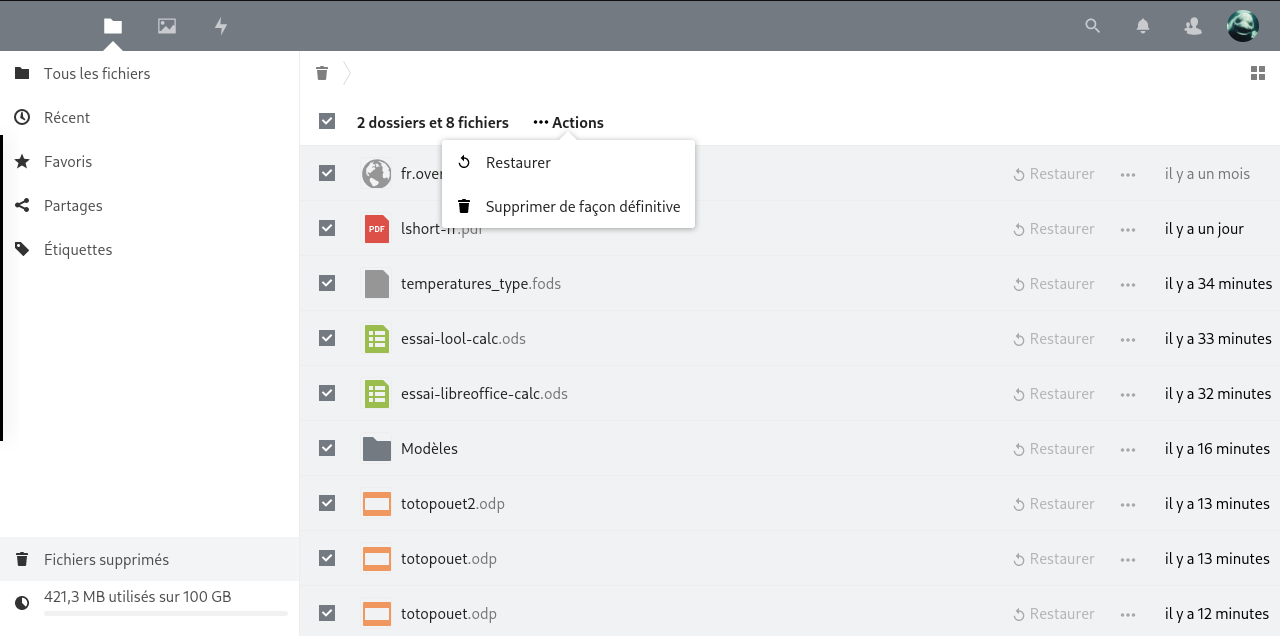 Tous les fichiers
Récent
Favoris
Partages
Étiquettes
Fichiers supprimés
421,3 MB utilisés sur 100 GB
2 dossiers et 8 fichiers ••• Actions
Restaurer
Supprimer de façon définitive
Restaurer ••• il y a un mois
PDF lshort-fr.pdf Restaurer ••• il y a un jour
temperatures_type.fods Restaurer ••• il y a 34 minutes
essai-lool-calc.ods Restaurer ••• il y a 33 minutes
essai-libreoffice-calc.ods Restaurer ••• il y a 32 minutes
Modèles Restaurer ••• il y a 16 minutes
totopouet2.odp Restaurer ••• il y a 13 minutes
totopouet.odp Restaurer ••• il y a 13 minutes
totopouet.odp Restaurer ••• il y a 12 minutes